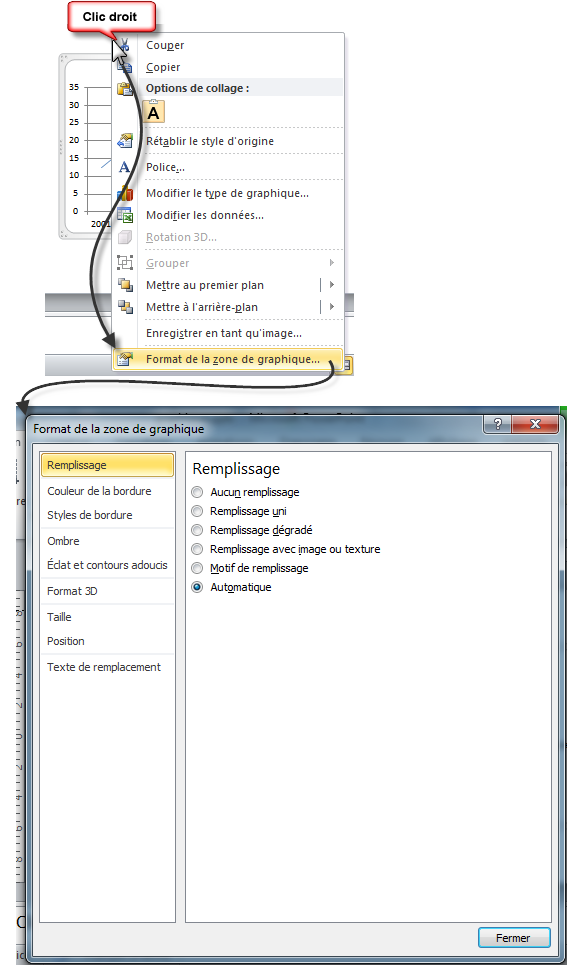 Clic droit
Couper
Copier
Options de collage :
A
35
30
25
20
15
10
5
0
2001
Rétablir le style d'origine
A Police...
Modifier le type de graphique...
Modifier les données...
Rotation 3D...
Grouper
Mettre au premier plan
Mettre à l'arrière-plan
Enregistrer en tant qu'image...
Format de la zone de graphique...
Format de la zone de graphique
?
Remplissage
Couleur de la bordure
Styles de bordure
Ombre
Éclat et contours adoucis
Format 3D
Taille
Position
Texte de remplacement
Remplissage
Aucun remplissage
Remplissage uni
Remplissage dégradé
Remplissage avec image ou texture
Motif de remplissage
Automatique
Fermer